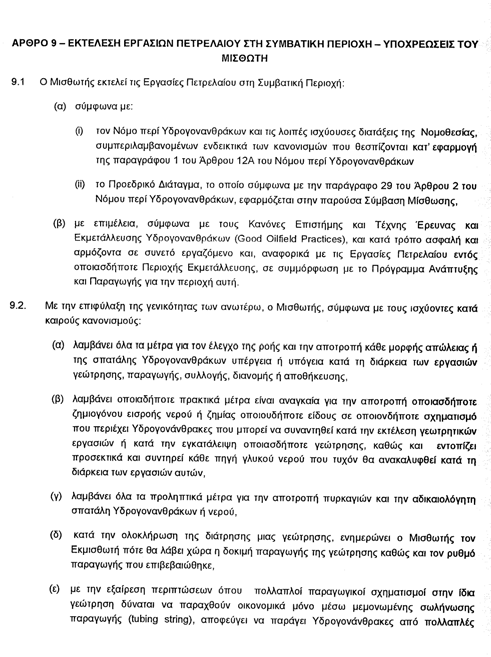 ΑΡΘΡΟ 9 – ΕΚΤΕΛΕΣΗ ΕΡΓΑΣΙΩΝ ΠΕΤΡΕΛΑΙΟΥ ΣΤΗ ΣΥΜΒΑΤΙΚΗ ΠΕΡΙΟΧΗ – ΥΠΟΧΡΕΩΣΕΙΣ ΤΟΥ
ΜΙΣΘΩΤΗ
9.1 Ο Μισθωτής εκτελεί τις Εργασίες Πετρελαίου στη Συμβατική Περιοχή:
(α) σύμφωνα με:
(i) τον Νόμο περί Υδρογονανθράκων και τις λοιπές ισχύουσες διατάξεις της Νομοθεσίας,
συμπεριλαμβανομένων ενδεικτικά των κανονισμών που θεσπίζονται κατ' εφαρμογή
της παραγράφου 1 του Άρθρου 12Α του Νόμου περί Υδρογονανθράκων
(ii) το Προεδρικό Διάταγμα, το οποίο σύμφωνα με την παράγραφο 29 του Άρθρου 2 του
Νόμου περί Υδρογονανθράκων, εφαρμόζεται στην παρούσα Σύμβαση Μίσθωσης,
(β) με επιμέλεια, σύμφωνα με τους Κανόνες Επιστήμης και Τέχνης Έρευνας και
Εκμετάλλευσης Υδρογονανθράκων (Good Oilfield Practices), και κατά τρόπο ασφαλή και
αρμόζοντα σε συνετό εργαζόμενο και, αναφορικά με τις Εργασίες Πετρελαίου εντός
οποιασδήποτε Περιοχής Εκμετάλλευσης, σε συμμόρφωση με το Πρόγραμμα Ανάπτυξης
και Παραγωγής για την περιοχή αυτή.
9.2. Με την επιφύλαξη της γενικότητας των ανωτέρω, ο Μισθωτής, σύμφωνα με τους ισχύοντες κατά
καιρούς κανονισμούς:
(α) λαμβάνει όλα τα μέτρα για τον έλεγχο της ροής και την αποτροπή κάθε μορφής απώλειας ή
της σπατάλης Υδρογονανθράκων υπέργεια ή υπόγεια κατά τη διάρκεια των εργασιών
γεώτρησης, παραγωγής, συλλογής, διανομής ή αποθήκευσης,
(β) λαμβάνει οποιαδήποτε πρακτικά μέτρα είναι αναγκαία για την αποτροπή οποιασδήποτε
ζημιογόνου εισροής νερού ή ζημίας οποιουδήποτε είδους σε οποιονδήποτε σχηματισμό
που περιέχει Υδρογονάνθρακες που μπορεί να συναντηθεί κατά την εκτέλεση γεωτρητικών
εργασιών ή κατά την εγκατάλειψη οποιασδήποτε γεώτρησης, καθώς και εντοπίζει
προσεκτικά και συντηρεί κάθε πηγή γλυκού νερού που τυχόν θα ανακαλυφθεί κατά τη
διάρκεια των εργασιών αυτών,
(γ) λαμβάνει όλα τα προληπτικά μέτρα για την αποτροπή πυρκαγιών και την αδικαιολόγητη
σπατάλη Υδρογονανθράκων ή νερού,
(δ) κατά την ολοκλήρωση της διάτρησης μιας γεώτρησης, ενημερώνει ο Μισθωτής τον
Εκμισθωτή πότε θα λάβει χώρα η δοκιμή παραγωγής της γεώτρησης καθώς και τον ρυθμό
παραγωγής που επιβεβαιώθηκε,
(ε) με την εξαίρεση περιπτώσεων όπου πολλαπλοί παραγωγικοί σχηματισμοί στην ίδια
γεώτρηση δύναται να παραχθούν οικονομικά μόνο μέσω μεμονωμένης σωλήνωσης
παραγωγής (tubing string), αποφεύγει να παράγει Υδρογονάνθρακες από πολλαπλές